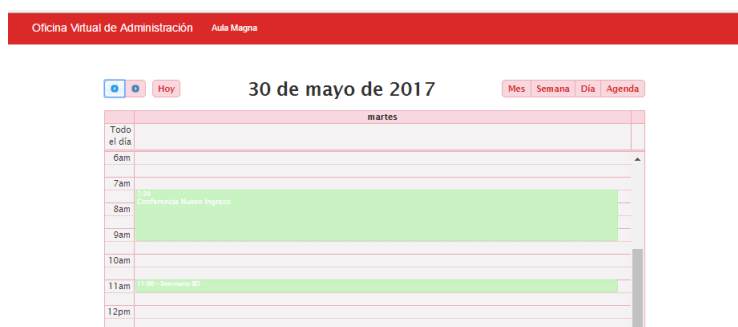 Oficina Virtual de Administración Aula Magna
Hoy 30 de mayo de 2017 Mes Semana Día Agenda
martes
Todo
el día
6am
7am
7:30
Conferencia Nuevo Ingreso
8am
9am
10am
11am 11:00 - Seminario BD
12pm